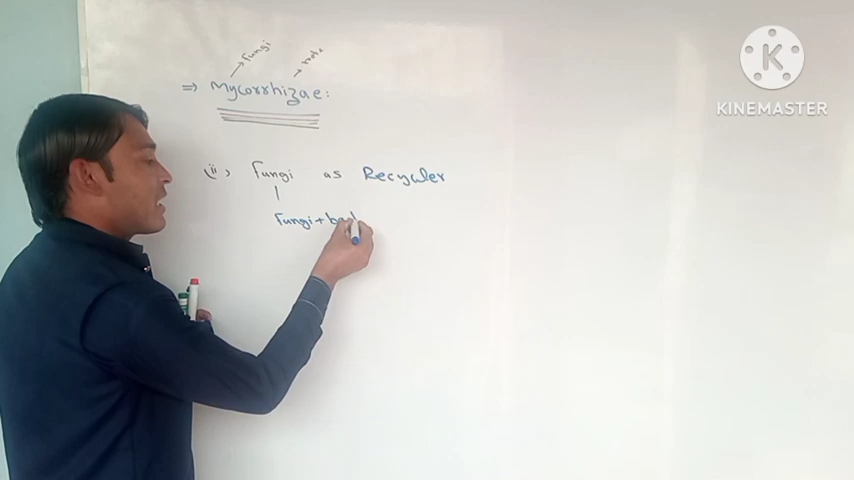 fungi roots
⇒ Mycorrhizae:
(ii) Fungi as Recycler
Fungi + bac
K
KINEMASTER